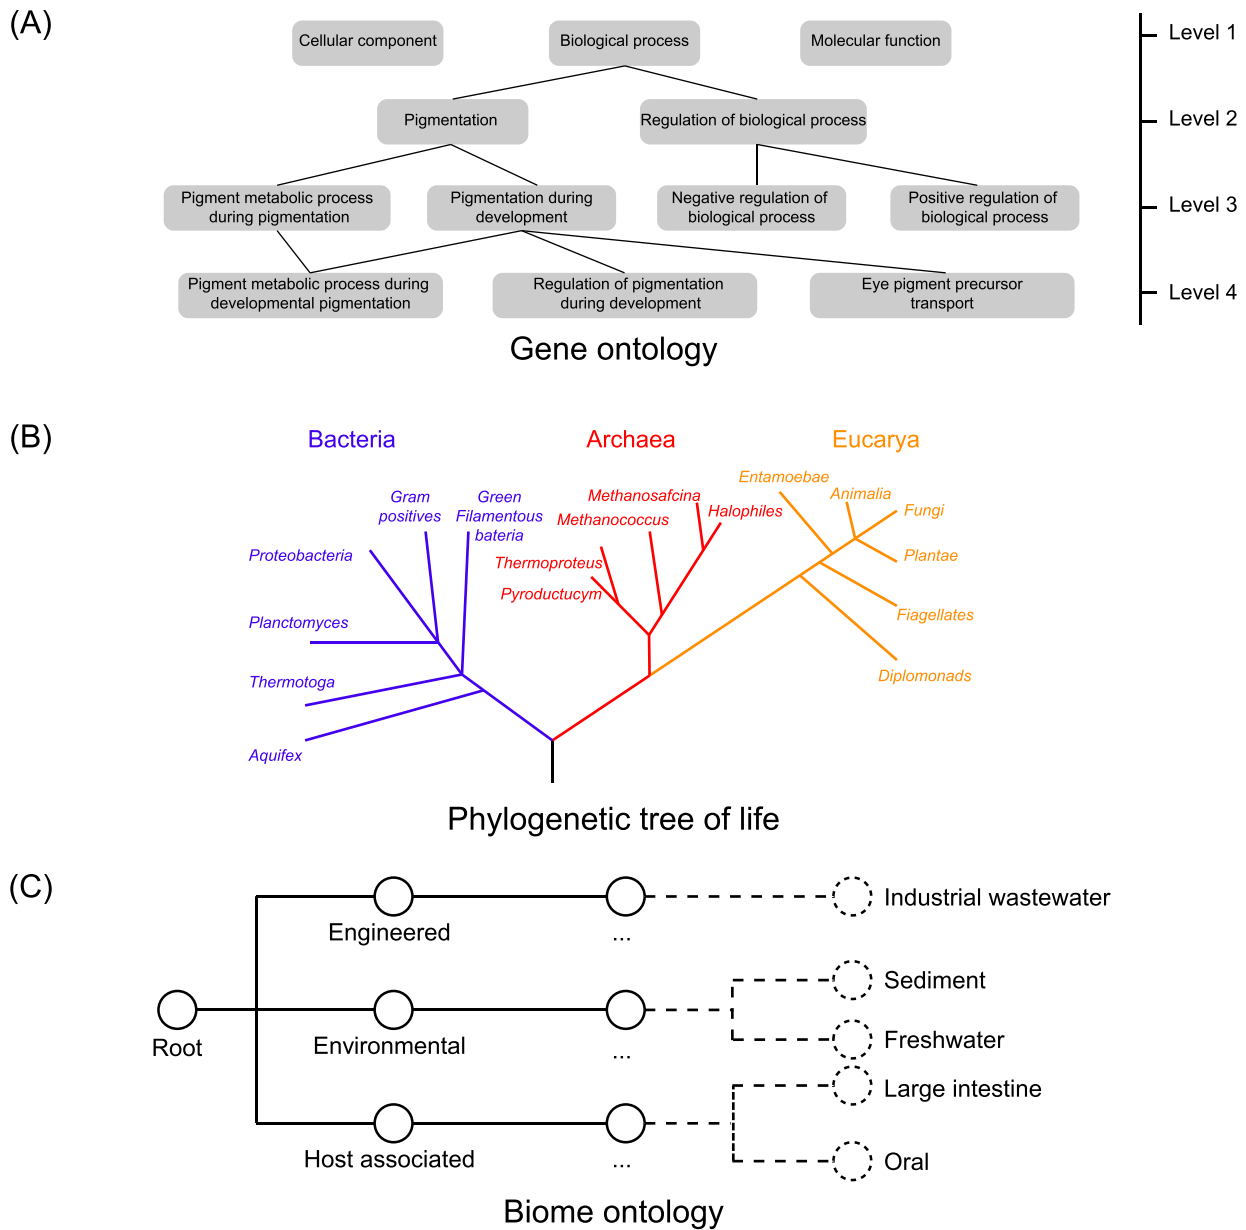 (A)
Cellular component
Biological process
Molecular function
Level 1
Pigmentation
Regulation of biological process
Level 2
Pigment metabolic process
during pigmentation
Pigmentation during
development
Negative regulation of
biological process
Positive regulation of
biological process
Level 3
Pigment metabolic process during
developmental pigmentation
Regulation of pigmentation
during development
Eye pigment precursor
transport
Level 4
Gene ontology
(B)
Bacteria
Archaea
Eucarya
Gram
positives
Green
Filamentous
bateria
Proteobacteria
Planctomyces
Thermotoga
Aquifex
Methanosafcina
Methanococcus
Halophiles
Thermoproteus
Pyroductucym
Entamoebae
Animalia
Fungi
Plantae
Fiagellates
Diplomonads
Phylogenetic tree of life
(C)
Root
Engineered
...
Industrial wastewater
Environmental
...
Sediment
Freshwater
Host associated
...
Large intestine
Oral
Biome ontology